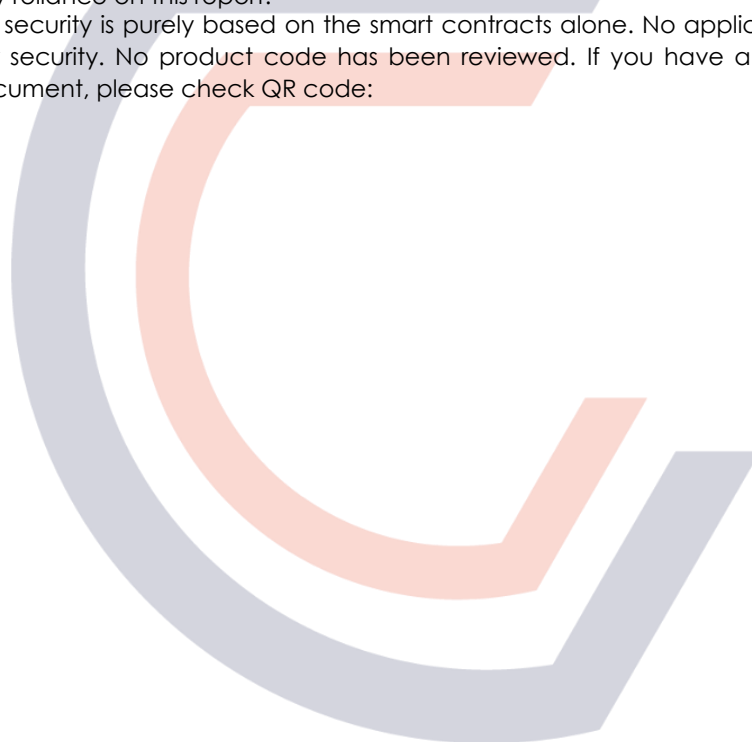 reliance on this report.
security is purely based on the smart contracts alone. No applic
security. No product code has been reviewed. If you have a
cument, please check QR code: